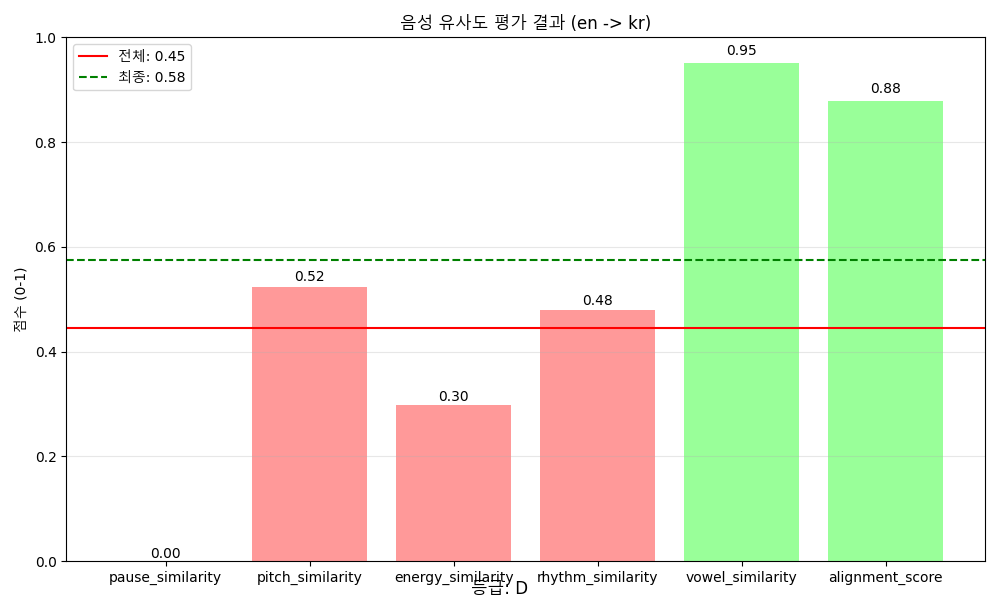 음성 유사도 평가 결과 (en -> kr)
전체: 0.45
최종: 0.58
점수 (0-1)
1.0
0.8
0.6
0.4
0.2
0.0
0.00
0.52
0.30
0.48
0.95
0.88
pause_similarity
pitch_similarity
energy_similarity
rhythm_similarity
vowel_similarity
alignment_score
등급: D